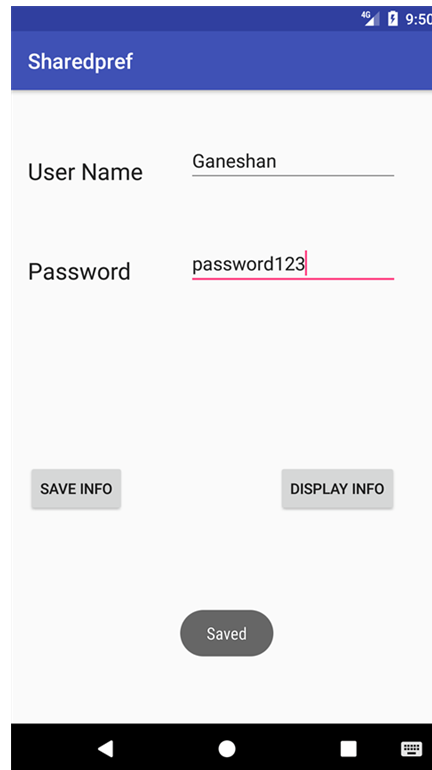 4G 9:50
Sharedpref
Ganeshan
User Name
password123
Password
SAVE INFO DISPLAY INFO
Saved